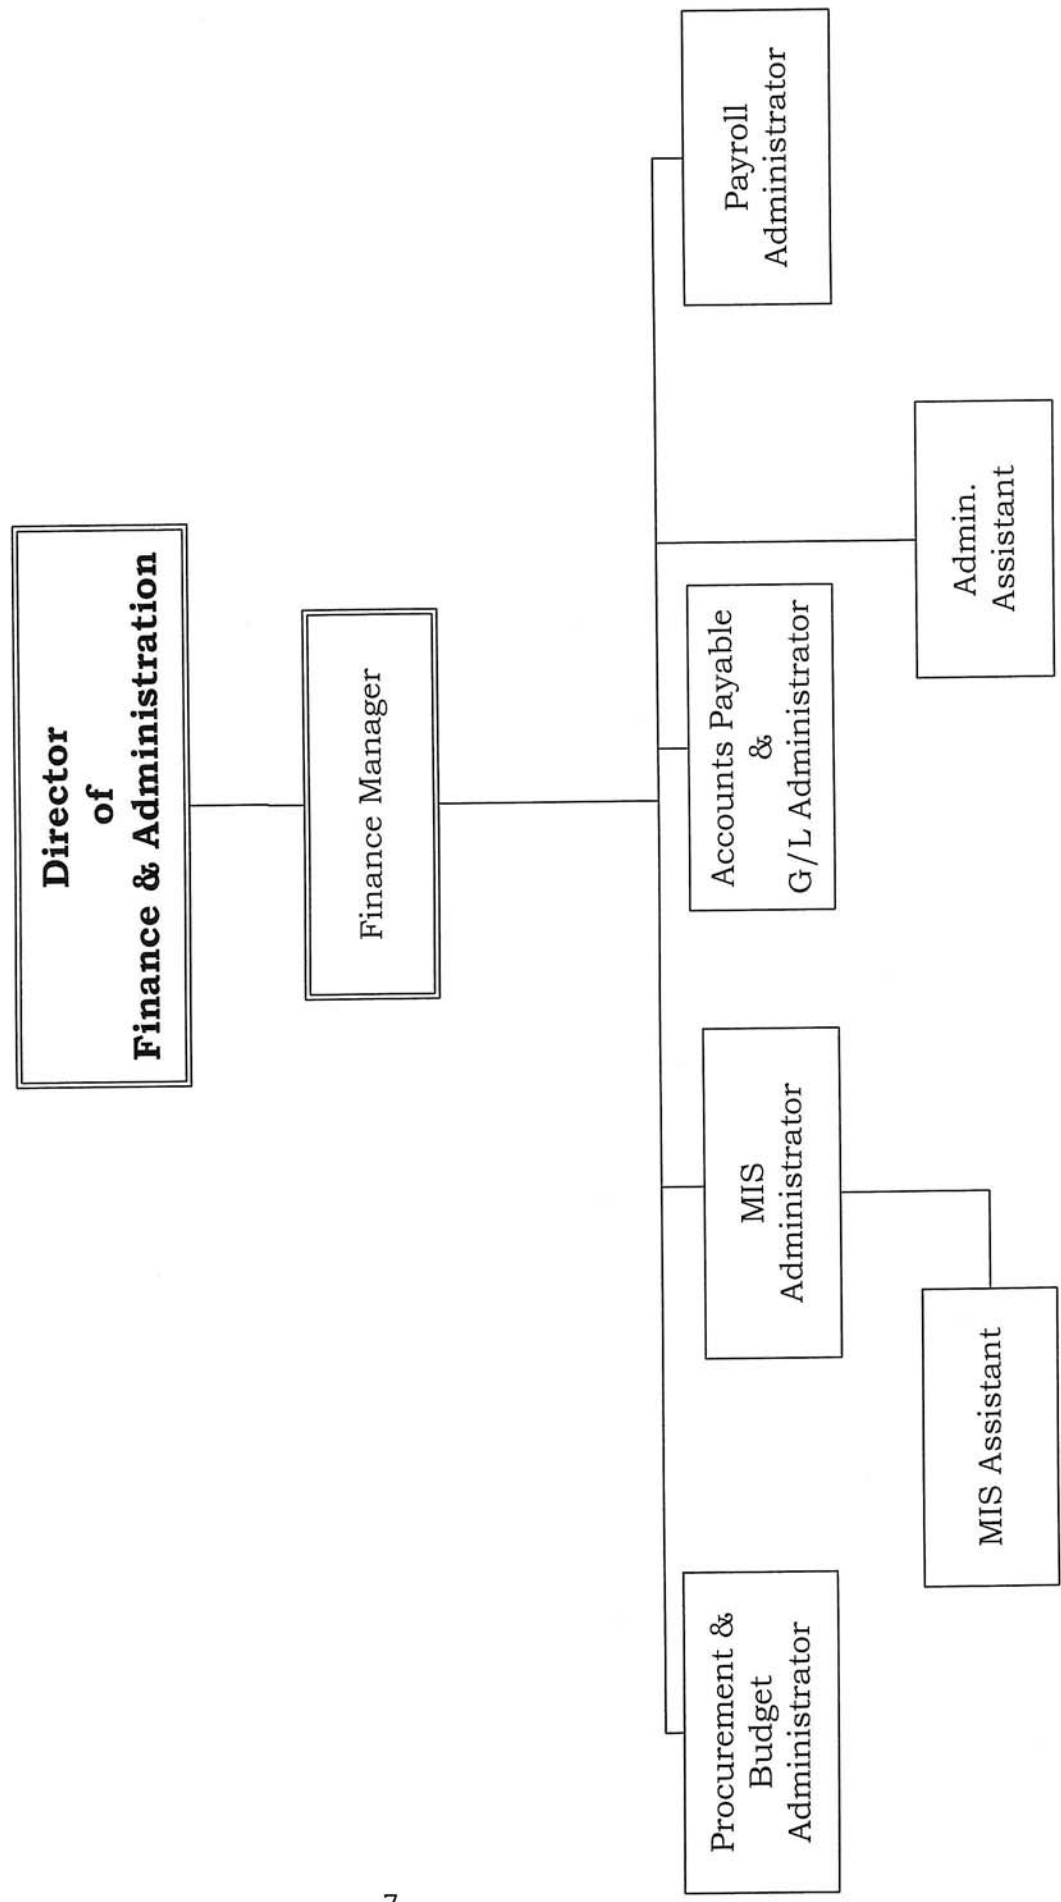 Director
of
Finance & Administration
Finance Manager
Procurement &
Budget
Administrator
MIS
Administrator
Accounts Payable
&
G/L Administrator
Payroll
Administrator
MIS Assistant
Admin.
Assistant
7